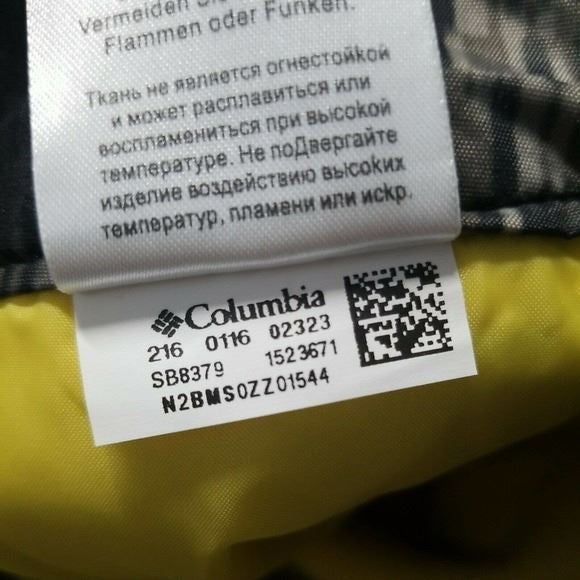 Vermeiden
Flammen oder Funken.
Ткань не является огнестойкой
и может расплавиться или
воспламениться при высокой
температуре. Не подвергайте
изделие воздействию высоких
температур, пламени или искр.
Columbia
216 0116 02323
SB8379 1523671
N2BMS0ZZ01544